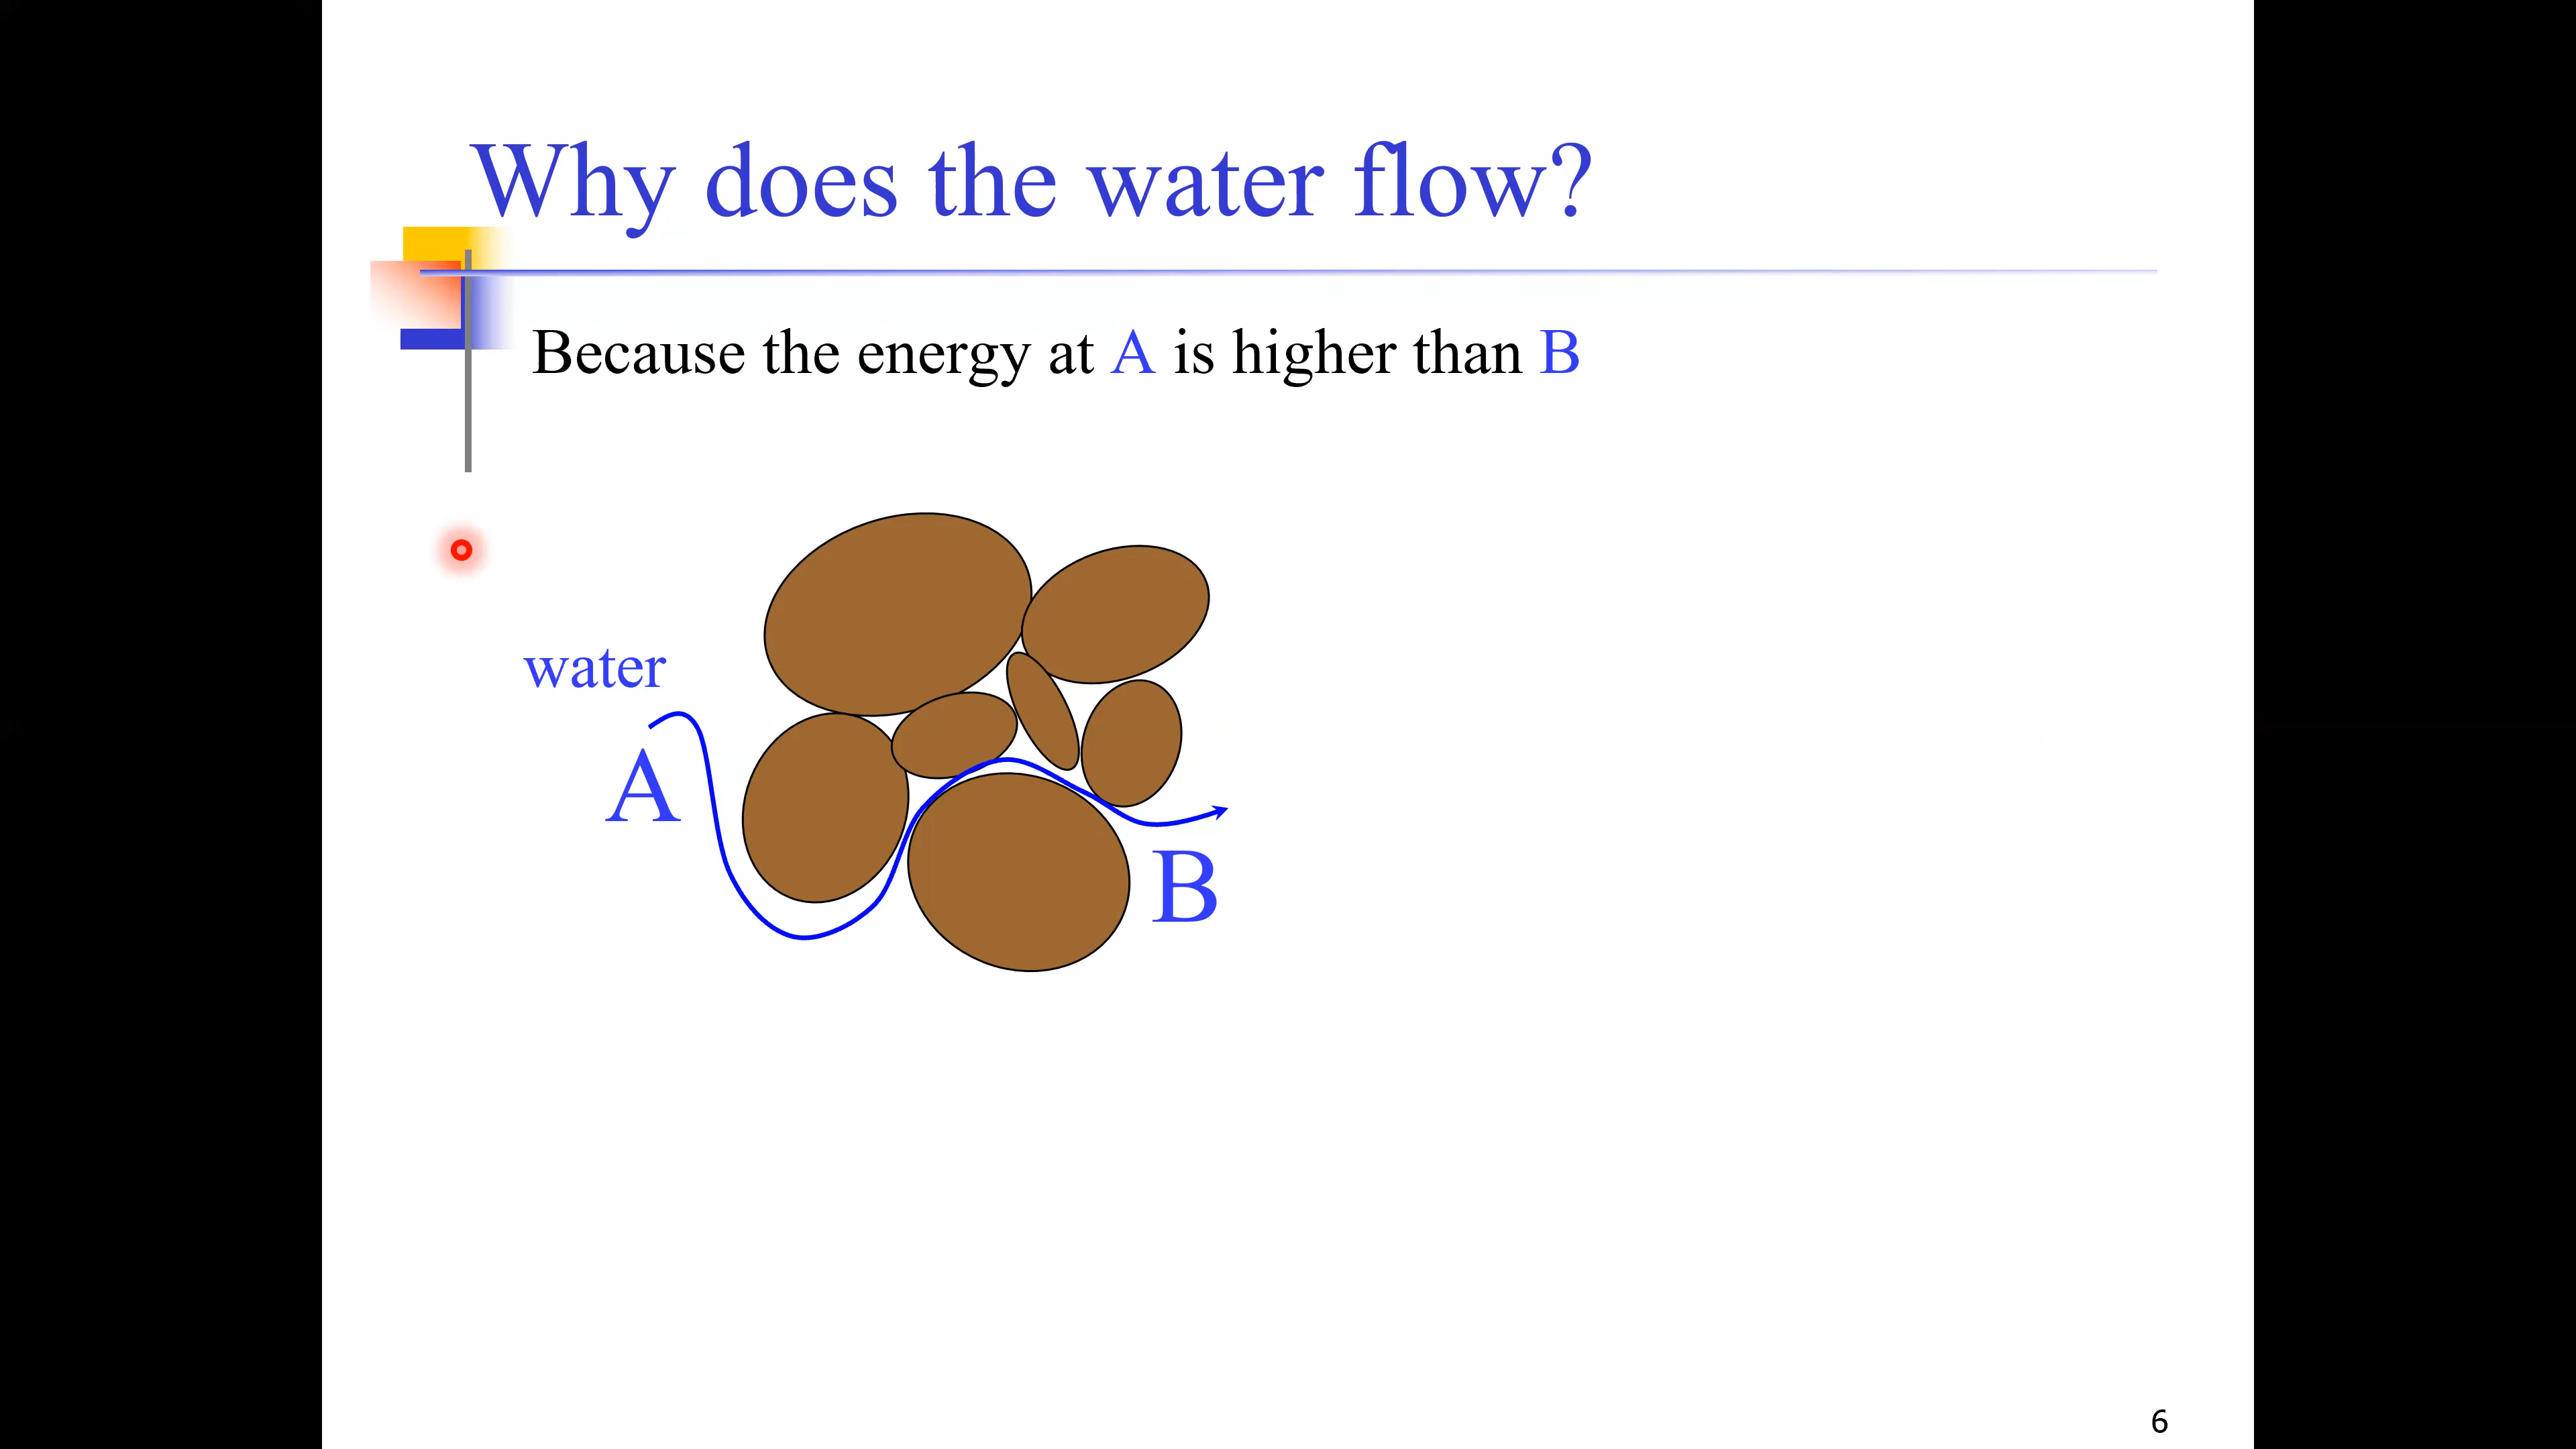 Why does the water flow?
Because the energy at A is higher than B
water
A
B
6